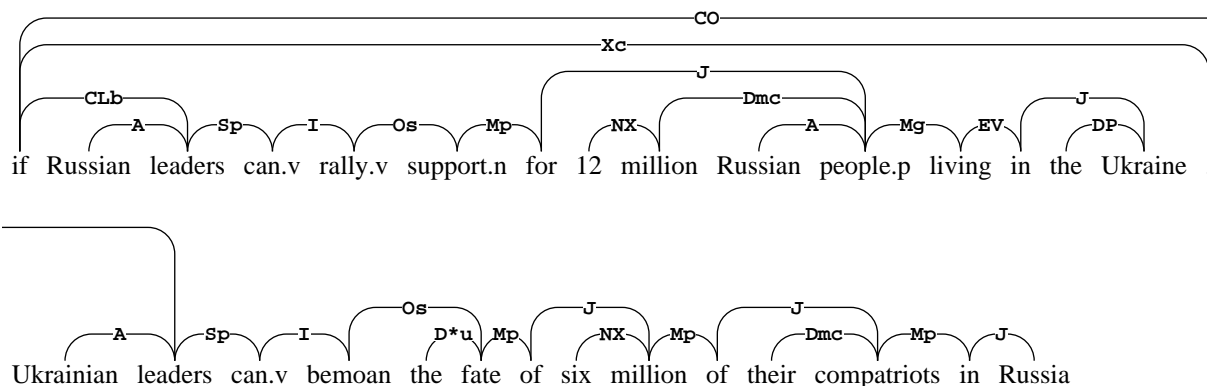 CO
Xc
J
CLb Dmc J
A Sp I Os Mp NX A Mg EV DP
if Russian leaders can.v rally.v support.n for 12 million Russian people.p living in the Ukraine
Os J J
A Sp I D*u Mp NX Mp Dmc Mp J
Ukrainian leaders can.v bemoan the fate of six million of their compatriots in Russia